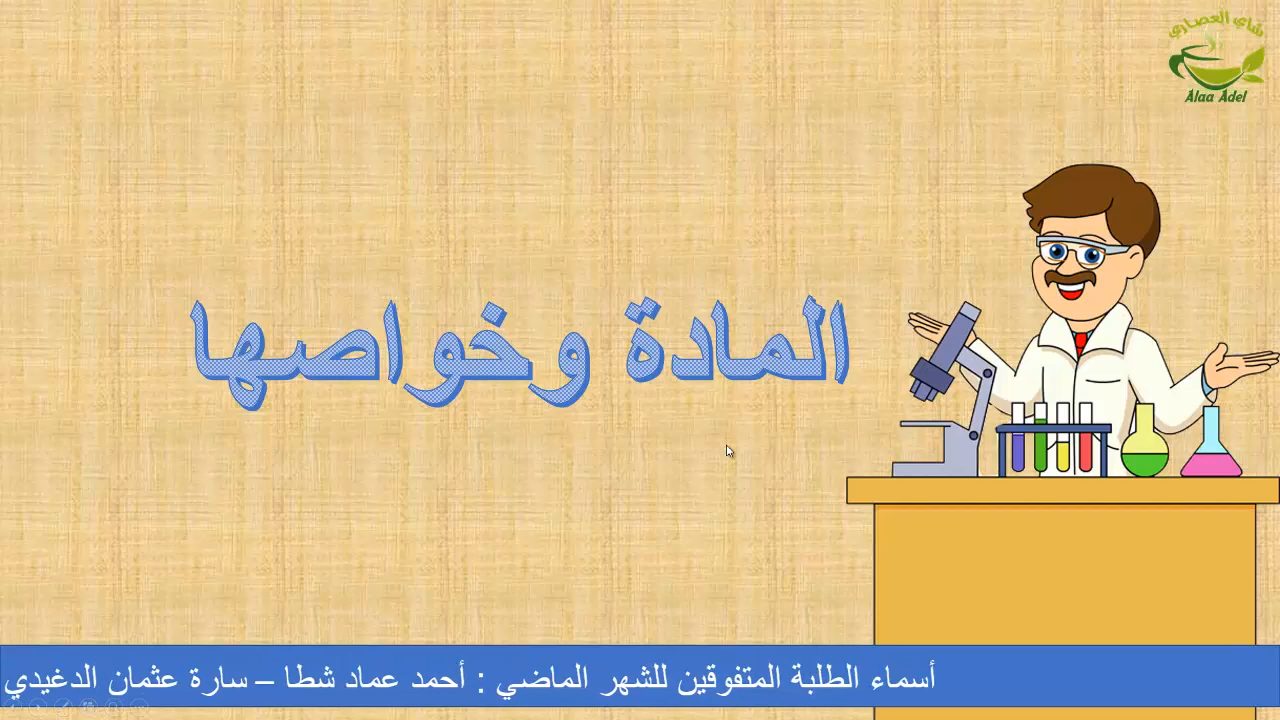 شاي العصاري
Alaa Adel
المادة وخواصها
أسماء الطلبة المتفوقين للشهر الماضي : أحمد عماد شطا – سارة عثمان الدغيدي